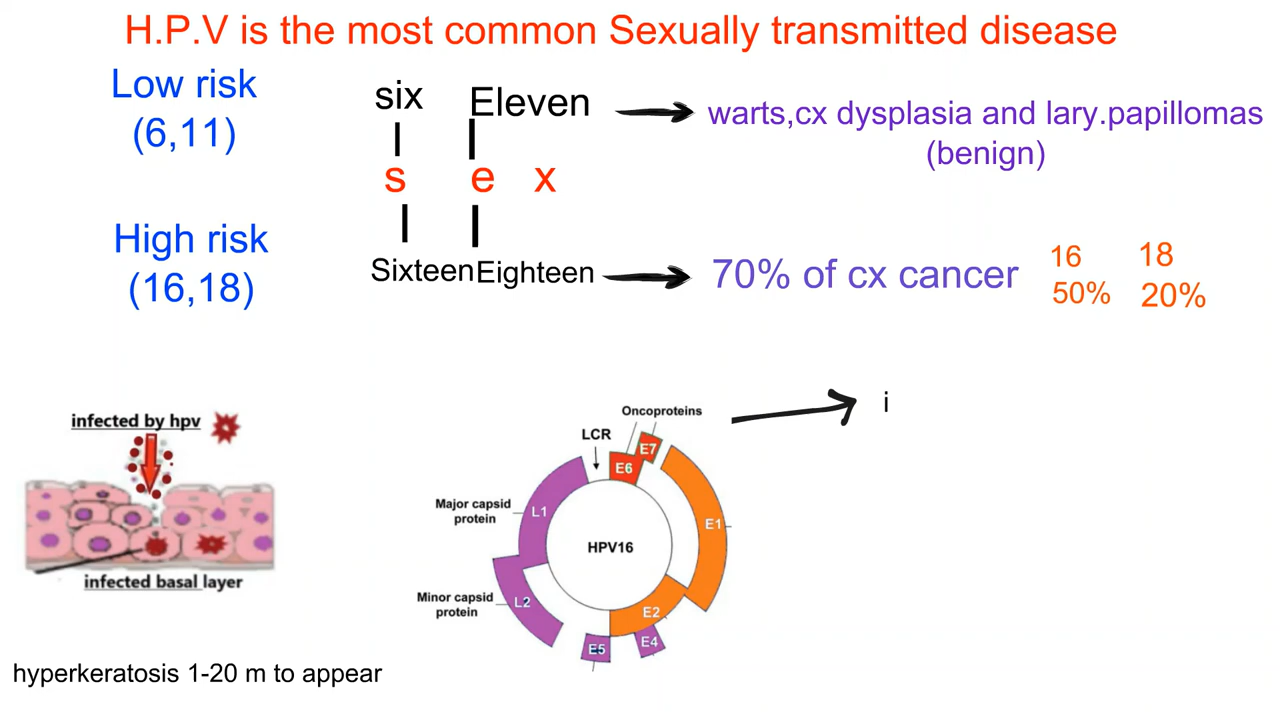 H.P.V is the most common Sexually transmitted disease
Low risk
(6,11)
six Eleven
warts,cx dysplasia and lary.papillomas
(benign)
s e x
High risk
(16,18)
Sixteen Eighteen
70% of cx cancer
16 18
50% 20%
infected by hpv
infected basal layer
hyperkeratosis 1-20 m to appear
Oncoproteins
LCR
E7
E6
Major capsid
protein
L1
E1
HPV16
Minor capsid
protein
L2
E2
E4
E5
i